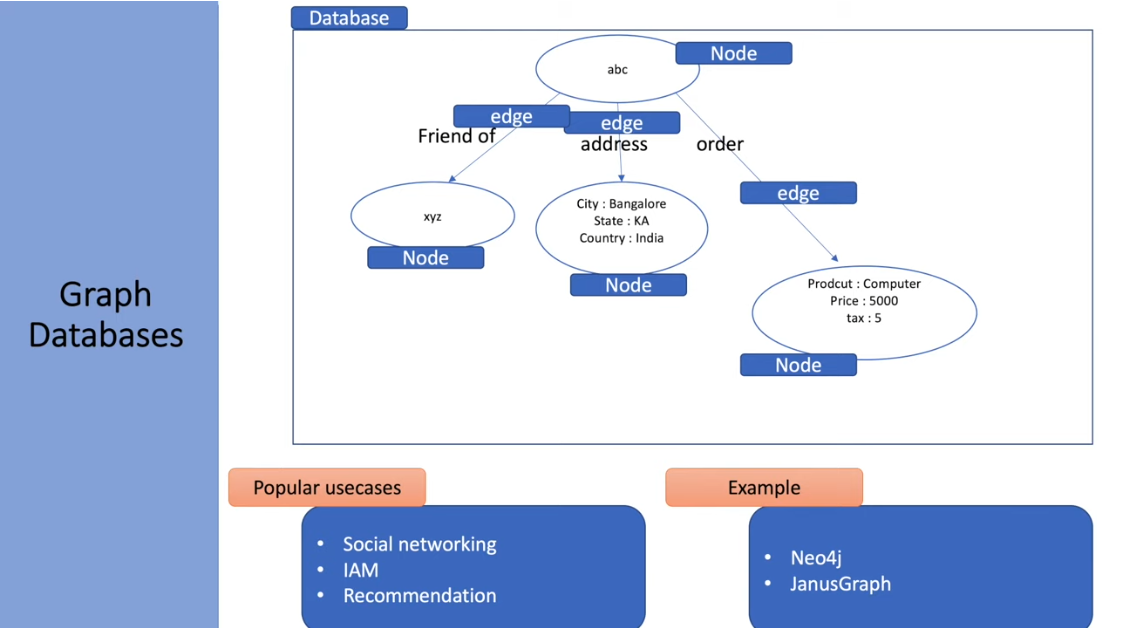 Graph
Databases
Database
abc
Node
edge
Friend of
edge
address
order
edge
xyz
Node
City : Bangalore
State : KA
Country : India
Node
Prodcut : Computer
Price : 5000
tax : 5
Node
Popular usecases
• Social networking
• IAM
• Recommendation
Example
• Neo4j
• JanusGraph